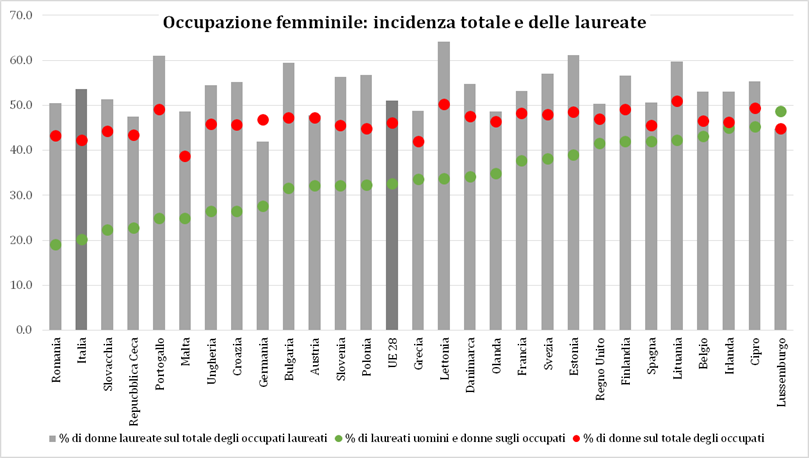 Occupazione femminile: incidenza totale e delle laureate
70.0
60.0
50.0
40.0
30.0
20.0
10.0
0.0
Romania
Italia
Slovacchia
Repucbblica Ceca
Portogallo
Malta
Ungheria
Croazia
Germania
Bulgaria
Austria
Slovenia
Polonia
UE 28
Grecia
Lettonia
Danimarca
Olanda
Francia
Svezia
Estonia
Regno Unito
Finlandia
Spagna
Lituania
Belgio
Irlanda
Cipro
Lussemburgo
% di donne laureate sul totale degli occupati laureati
% di laureati uomini e donne sugli occupati
% di donne sul totale degli occupati